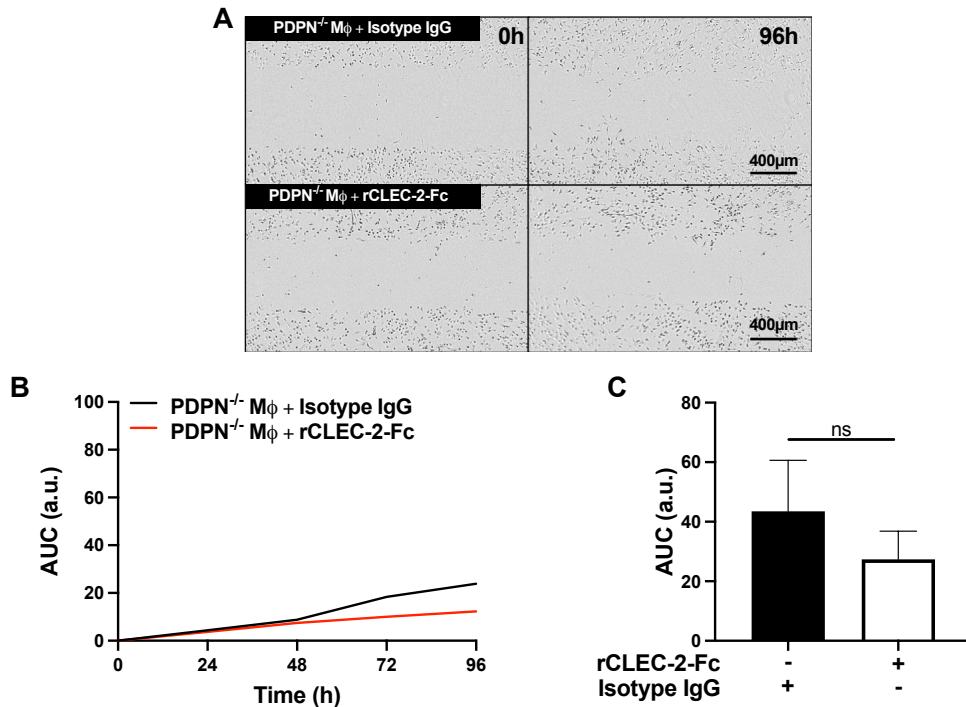 A
PDPN-/- Mϕ + Isotype IgG
0h
96h
400µm
PDPN-/- Mϕ + rCLEC-2-Fc
400µm
B
100
80
60
40
20
0
AUC (a.u.)
PDPN-/- Mϕ + Isotype IgG
PDPN-/- Mϕ + rCLEC-2-Fc
0 24 48 72 96
Time (h)
C
80
60
40
20
0
AUC (a.u.)
ns
rCLEC-2-Fc - +
Isotype IgG + -